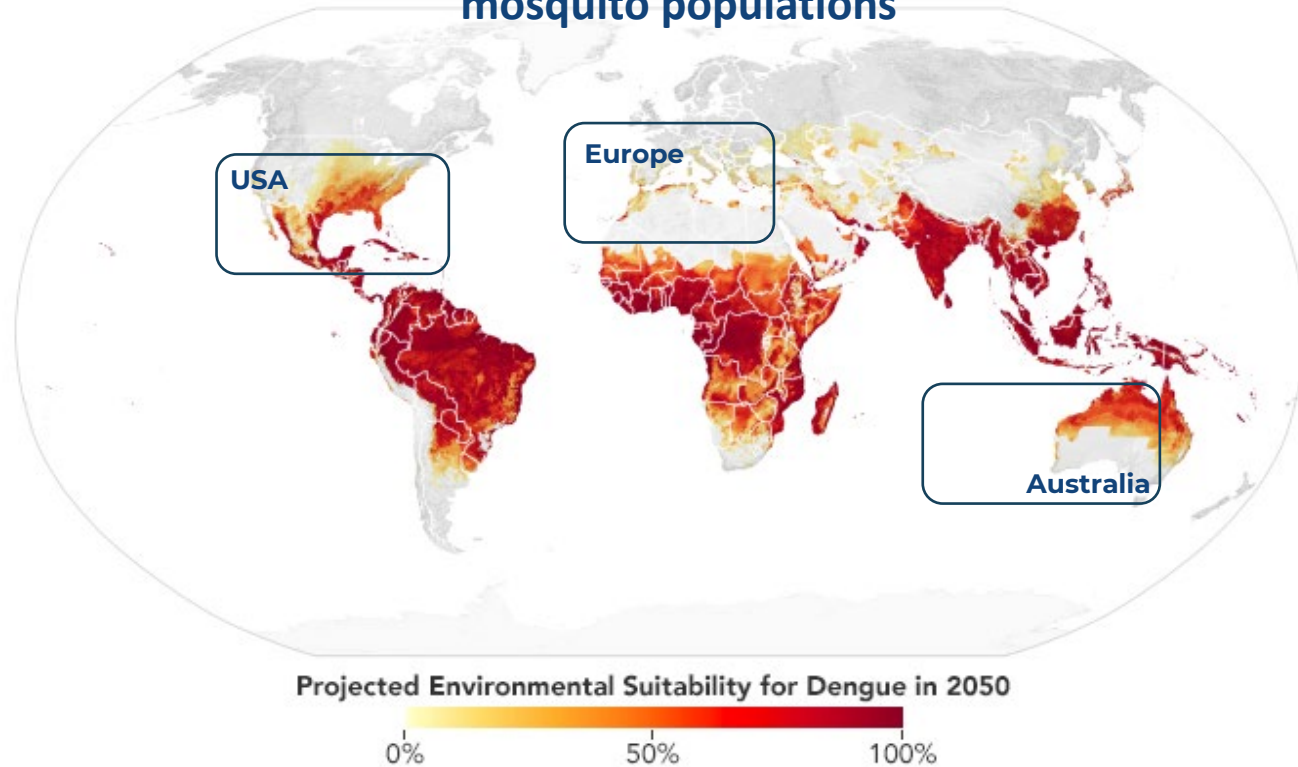 mosquito populations
USA
Europe
Australia
Projected Environmental Suitability for Dengue in 2050
0%
50%
100%